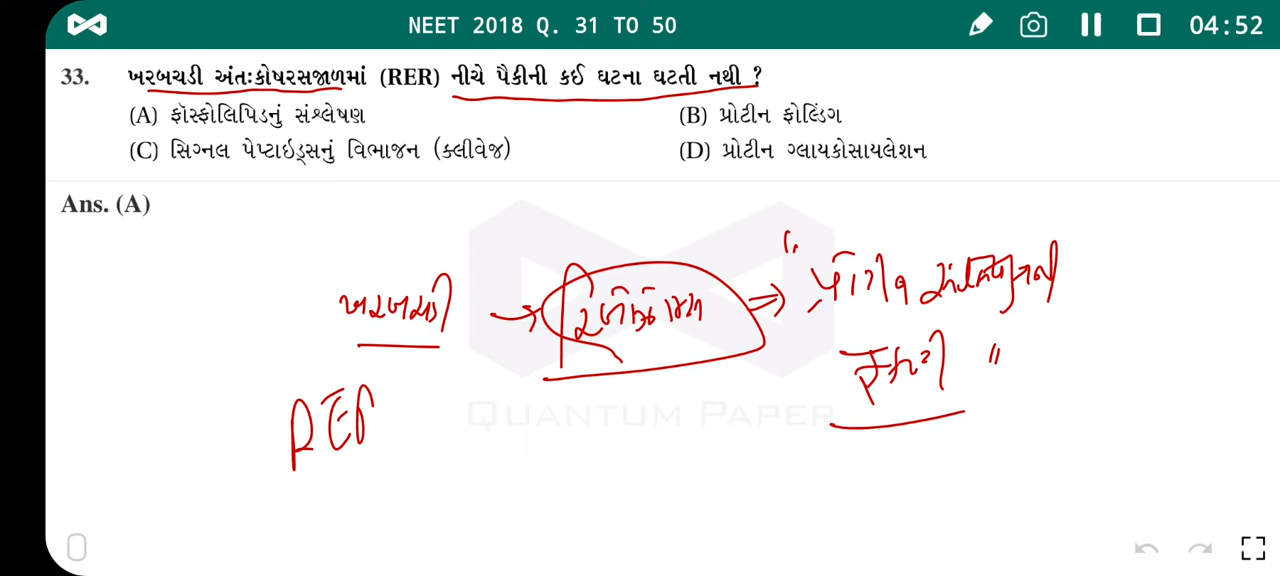 NEET 2018 Q. 31 TO 50
04:52
33. ખરબચડી અંતઃકોષરસજાળમાં (RER) નીચે પૈકીની કઈ ઘટના ઘટતી નથી ?
(A) ફૉસ્ફોલિપિડનું સંશ્લેષણ (B) પ્રોટીન ફોલ્ડિંગ
(C) સિગ્નલ પેપ્ટાઇડ્સનું વિભાજન (ક્લીવેજ) (D) પ્રોટીન ગ્લાયકોસાયલેશન
Ans. (A)
ખરબચડી
QUANTUM PAPER